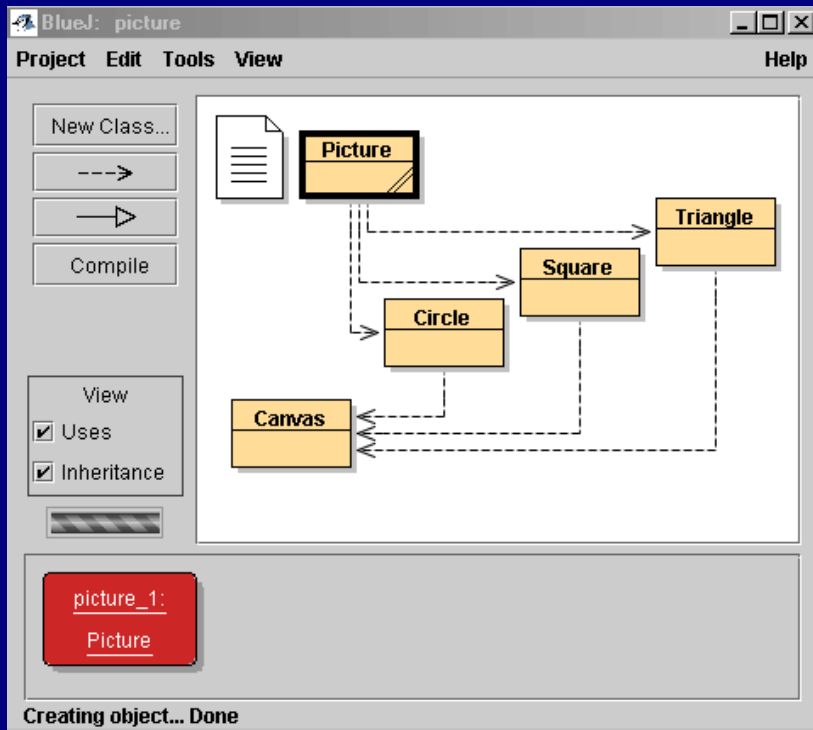 BlueJ: picture
Project Edit Tools View Help
New Class...
Compile
View
Uses
Inheritance
Picture
Triangle
Square
Circle
Canvas
picture_1:
Picture
Creating object... Done